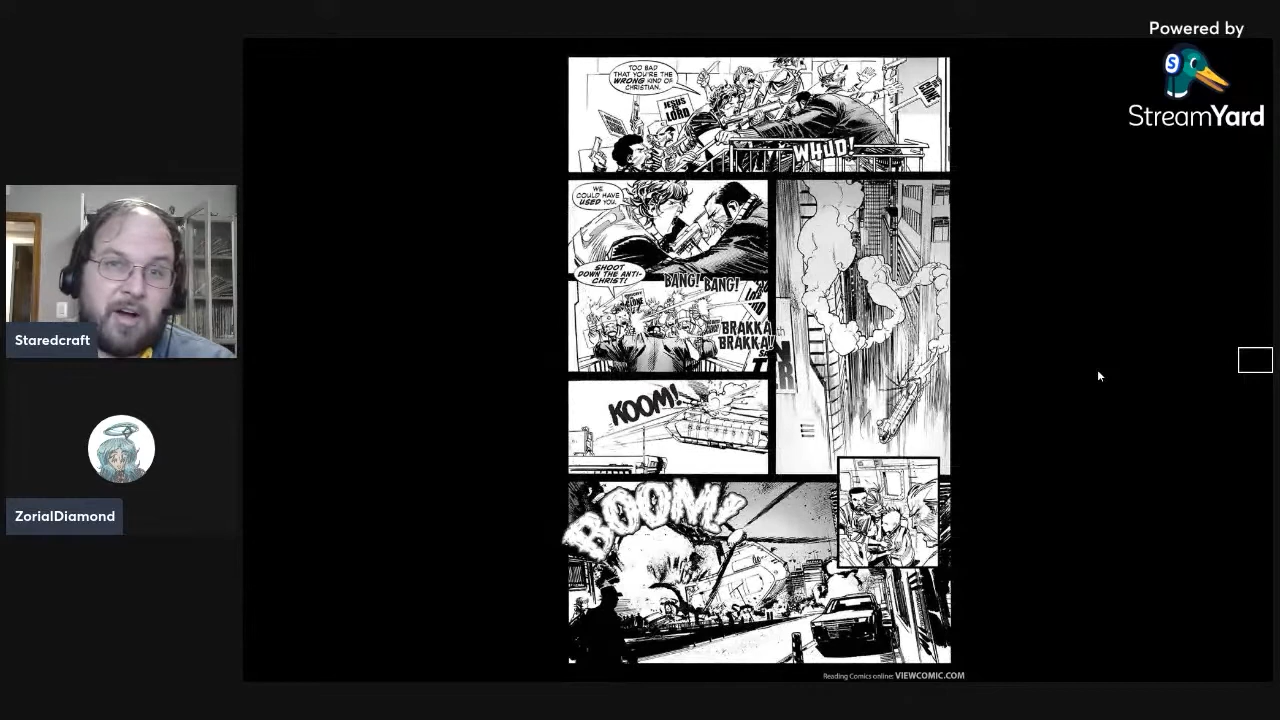 Powered by
StreamYard
TOO BAD
THAT YOU'RE THE
WRONG KIND OF
CHRISTIAN.
JESUS
IS
LORD
WHUD!
WE
COULD HAVE
USED YOU.
SHOOT
DOWN THE ANTI-
CHRIST!
BANG! BANG!
CLONE
BRAKKA
BRAKKA!
KOOM!
BOOM!
Staredcraft
ZorialDiamond
Reading Comics online: VIEWCOMIC.COM